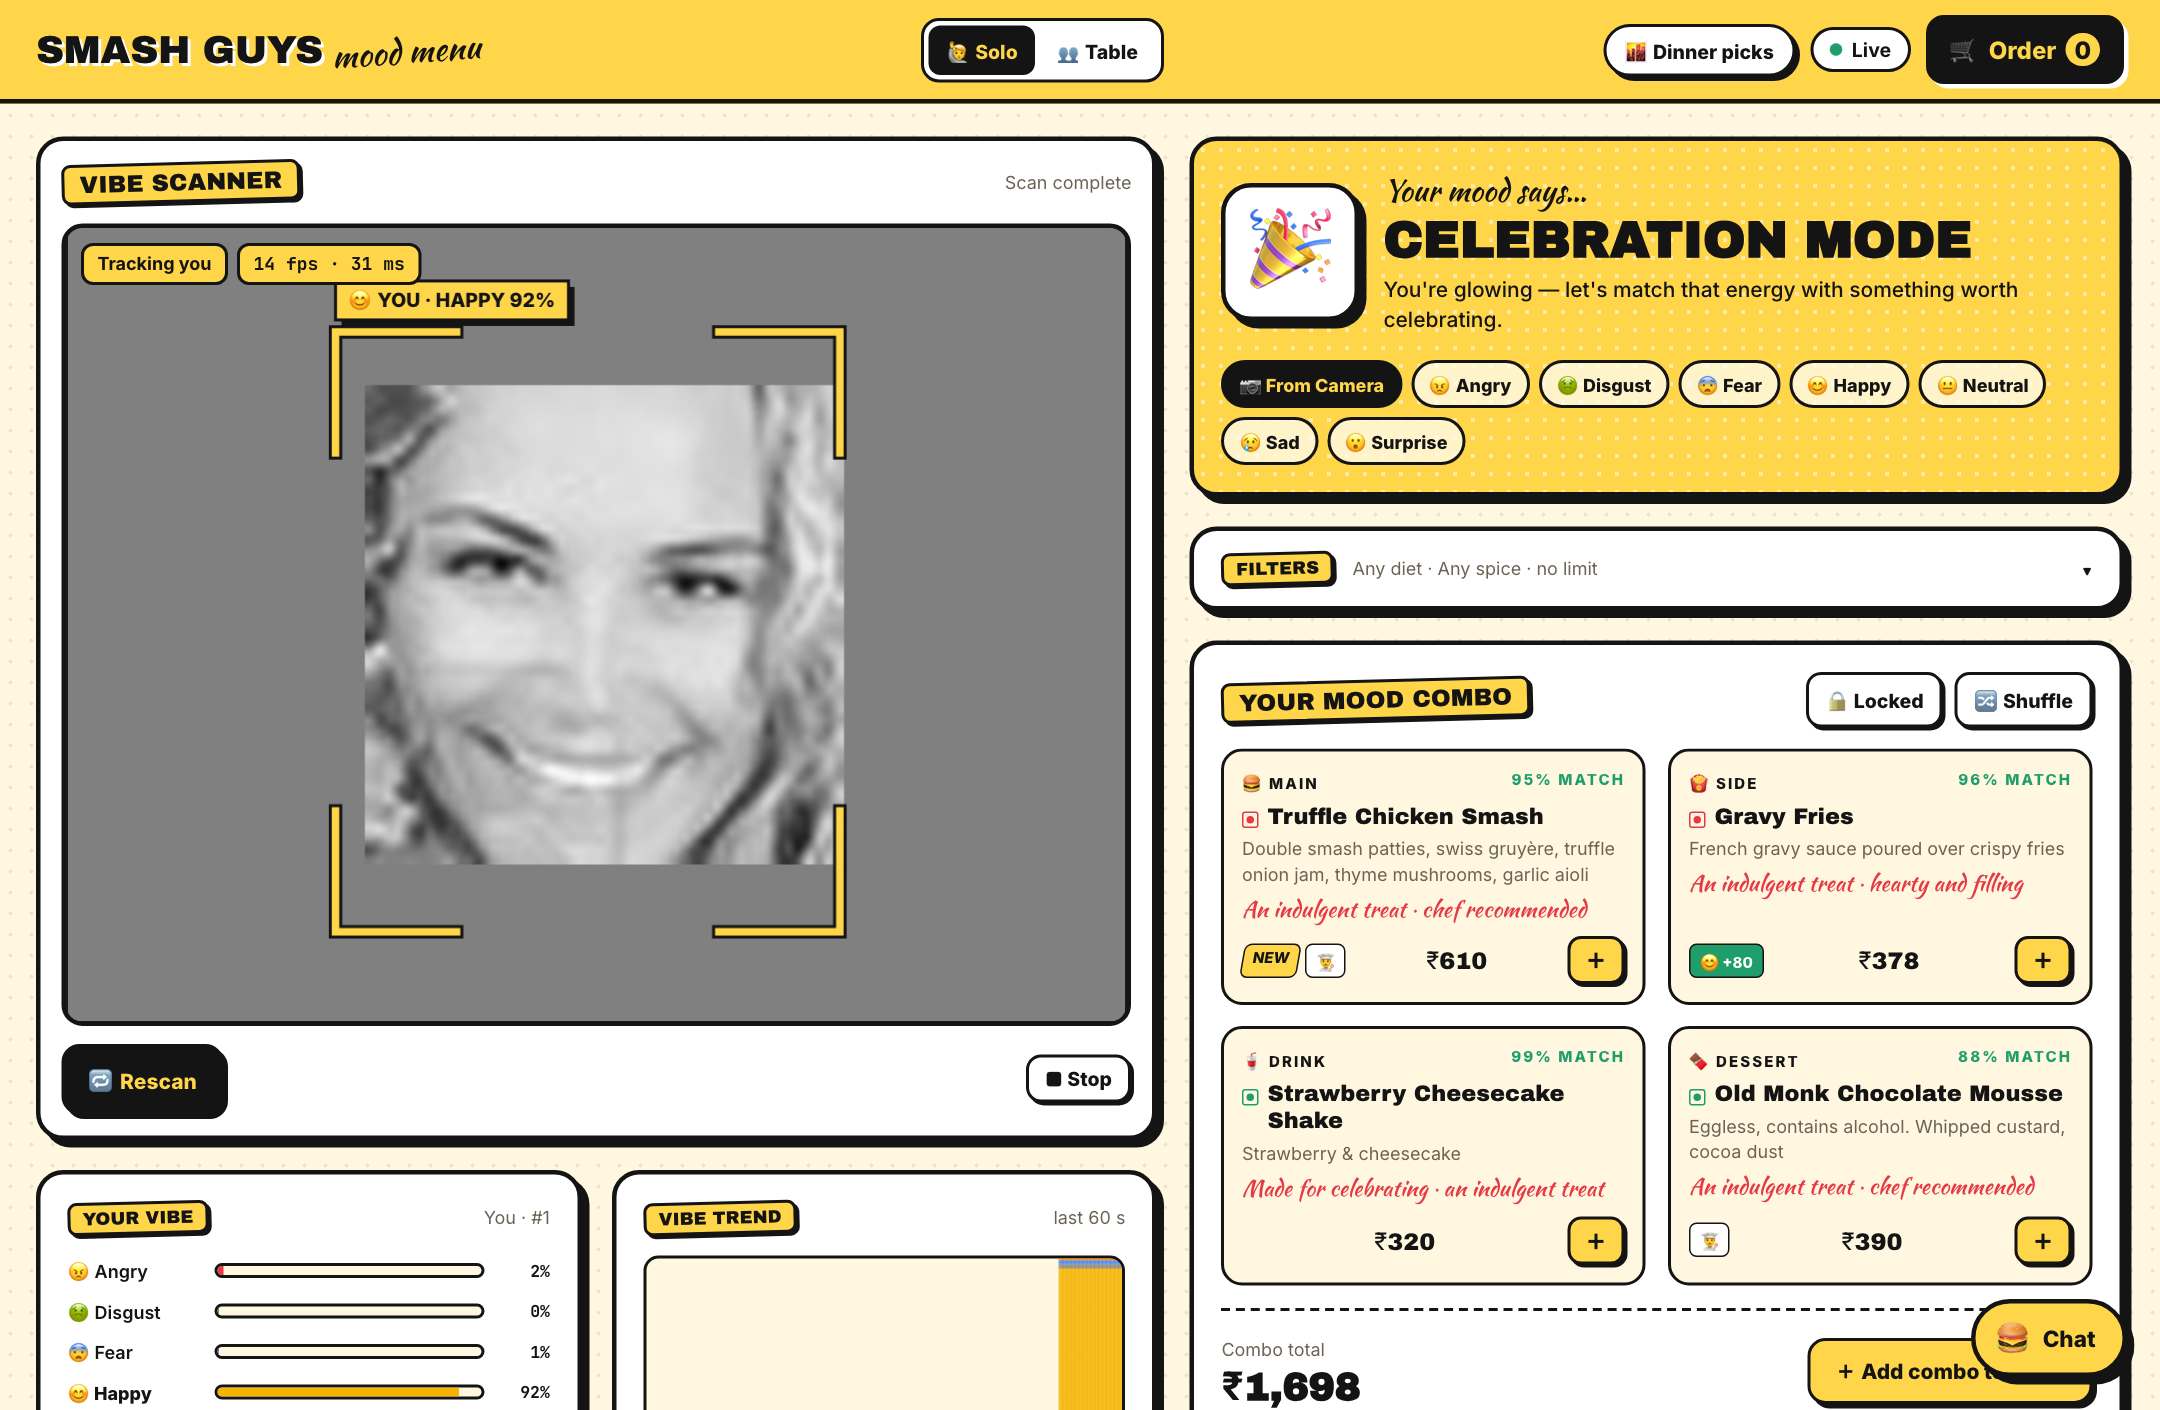 SMASH GUYS mood menu
Solo
Table
Dinner picks
Live
Order 0
VIBE SCANNER
Scan complete
Tracking you
14 fps · 31 ms
YOU · HAPPY 92%
Rescan
Stop
YOUR VIBE
You · #1
Angry 2%
Disgust 0%
Fear 1%
Happy 92%
VIBE TREND
last 60 s
Your mood says...
CELEBRATION MODE
You're glowing — let's match that energy with something worth
celebrating.
From Camera
Angry
Disgust
Fear
Happy
Neutral
Sad
Surprise
FILTERS
Any diet · Any spice · no limit
YOUR MOOD COMBO
Locked
Shuffle
MAIN
95% MATCH
Truffle Chicken Smash
Double smash patties, swiss gruyère, truffle
onion jam, thyme mushrooms, garlic aioli
An indulgent treat · chef recommended
NEW
₹610
+
SIDE
96% MATCH
Gravy Fries
French gravy sauce poured over crispy fries
An indulgent treat · hearty and filling
+80
₹378
+
DRINK
99% MATCH
Strawberry Cheesecake
Shake
Strawberry & cheesecake
Made for celebrating · an indulgent treat
₹320
+
DESSERT
88% MATCH
Old Monk Chocolate Mousse
Eggless, contains alcohol. Whipped custard,
cocoa dust
An indulgent treat · chef recommended
₹390
+
Combo total
₹1,698
+ Add combo
Chat